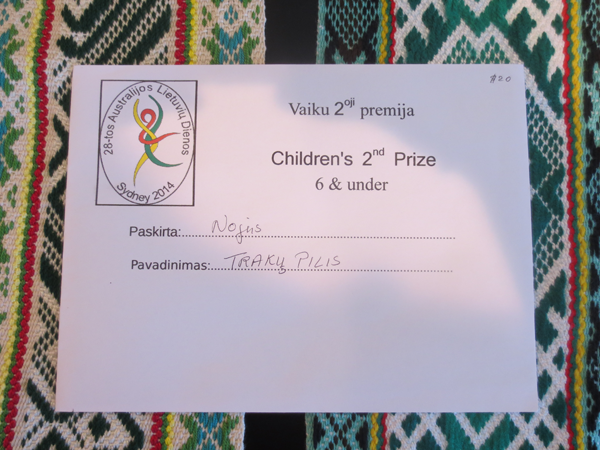 $20
28-tos Australijos Lietuvių Dienos
Sydney 2014
Vaiku 2oji premija
Children's 2nd Prize
6 & under
Paskirta: Nojus
Pavadinimas: TRAKŲ PILIS